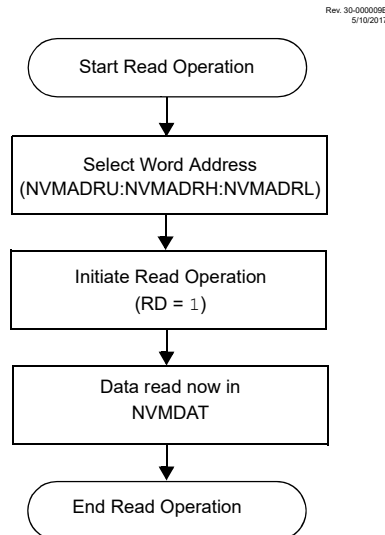 Rev. 30-000009B
5/10/2017
Start Read Operation
Select Word Address
(NVMADRU:NVMADRH:NVMADRL)
Initiate Read Operation
(RD = 1)
Data read now in
NVMDAT
End Read Operation